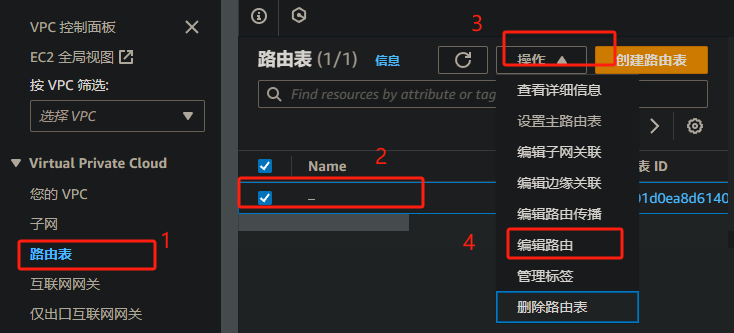 VPC 控制面板
EC2 全局视图
按 VPC 筛选:
选择 VPC
Virtual Private Cloud
您的 VPC
子网
1
路由表
互联网网关
仅出口互联网网关
3
路由表 (1/1) 信息
操作
创建路由表
Find resources by attribute or tag
2
Name
表 ID
–
01d0ea8d6140
4
查看详细信息
设置主路由表
编辑子网关联
编辑边缘关联
编辑路由传播
编辑路由
管理标签
删除路由表